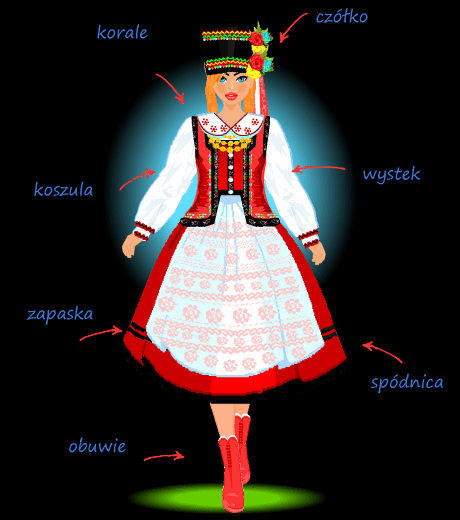 czółko
korale
wystek
koszula
zapaska
spódnica
obuwie